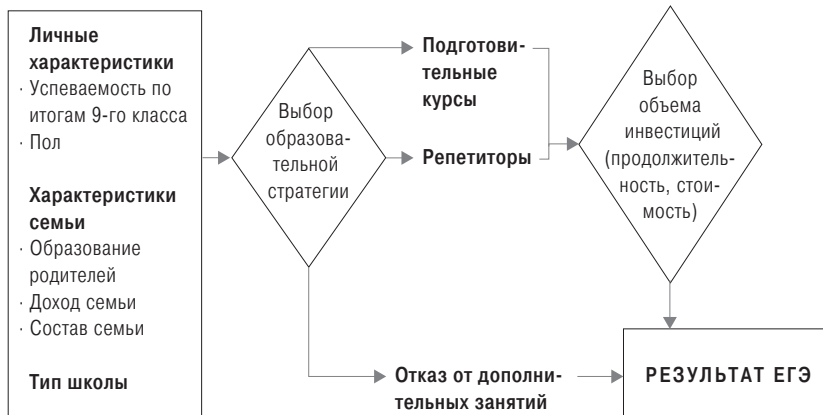 Личные
характеристики
· Успеваемость по
итогам 9-го класса
· Пол
Характеристики
семьи
· Образование
родителей
· Доход семьи
· Состав семьи
Тип школы
Выбор
образова-
тельной
стратегии
Подготови-
тельные
курсы
Репетиторы
Отказ от дополни-
тельных занятий
Выбор
объема
инвестиций
(продолжитель-
ность, стои-
мость)
РЕЗУЛЬТАТ ЕГЭ